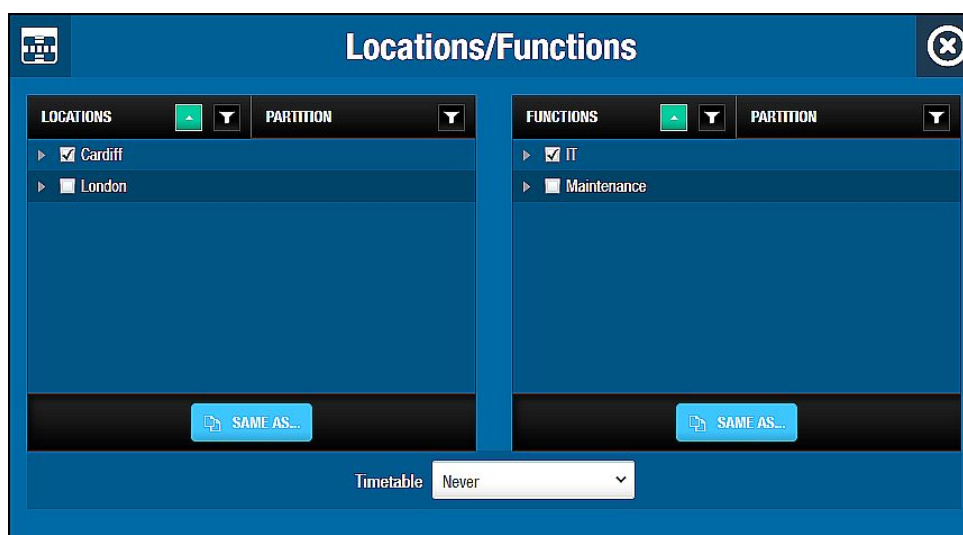 Locations/Functions
LOCATIONS PARTITION
Cardiff
London
SAME AS...
FUNCTIONS PARTITION
IT
Maintenance
SAME AS...
Timetable Never